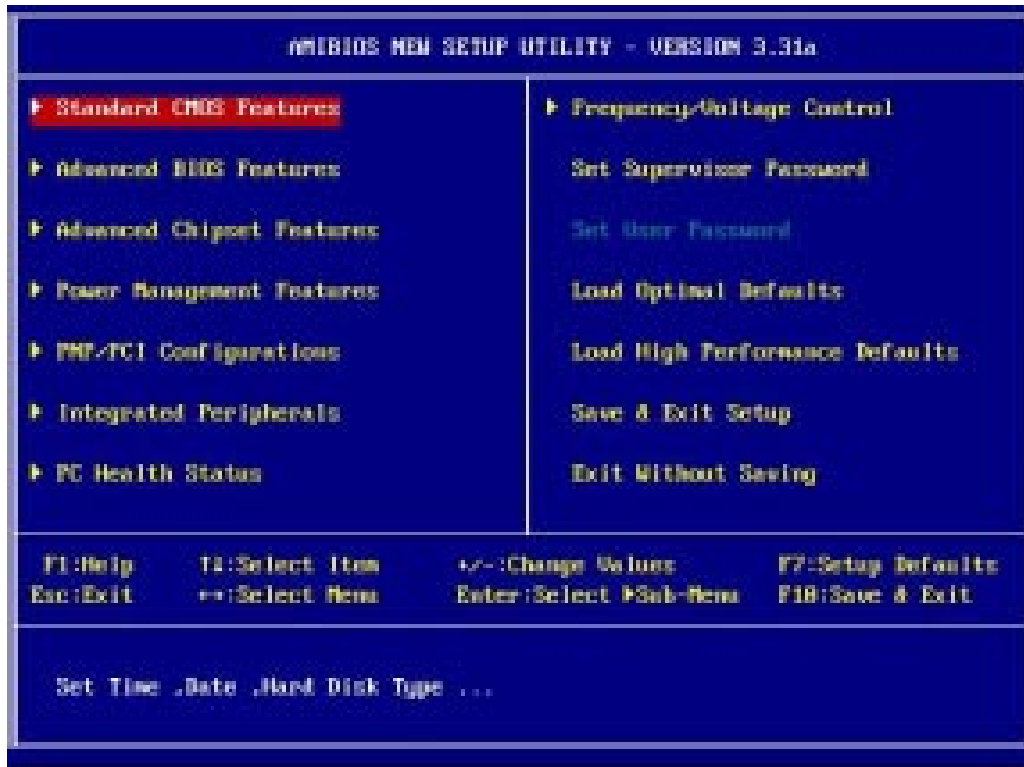 AMIBIOS NEW SETUP UTILITY - VERSION 3.31a
Standard CMOS Features
Advanced BIOS Features
Advanced Chipset Features
Power Management Features
PNP/PCI Configurations
Integrated Peripherals
PC Health Status
Frequency/Voltage Control
Set Supervisor Password
Set User Password
Load Optimal Defaults
Load High Performance Defaults
Save & Exit Setup
Exit Without Saving
F1:Help ↑↓:Select Item +/-:Change Values F7:Setup Defaults
Esc:Exit ←→:Select Menu Enter:Select ►Sub-Menu F10:Save & Exit
Set Time ,Date ,Hard Disk Type ...